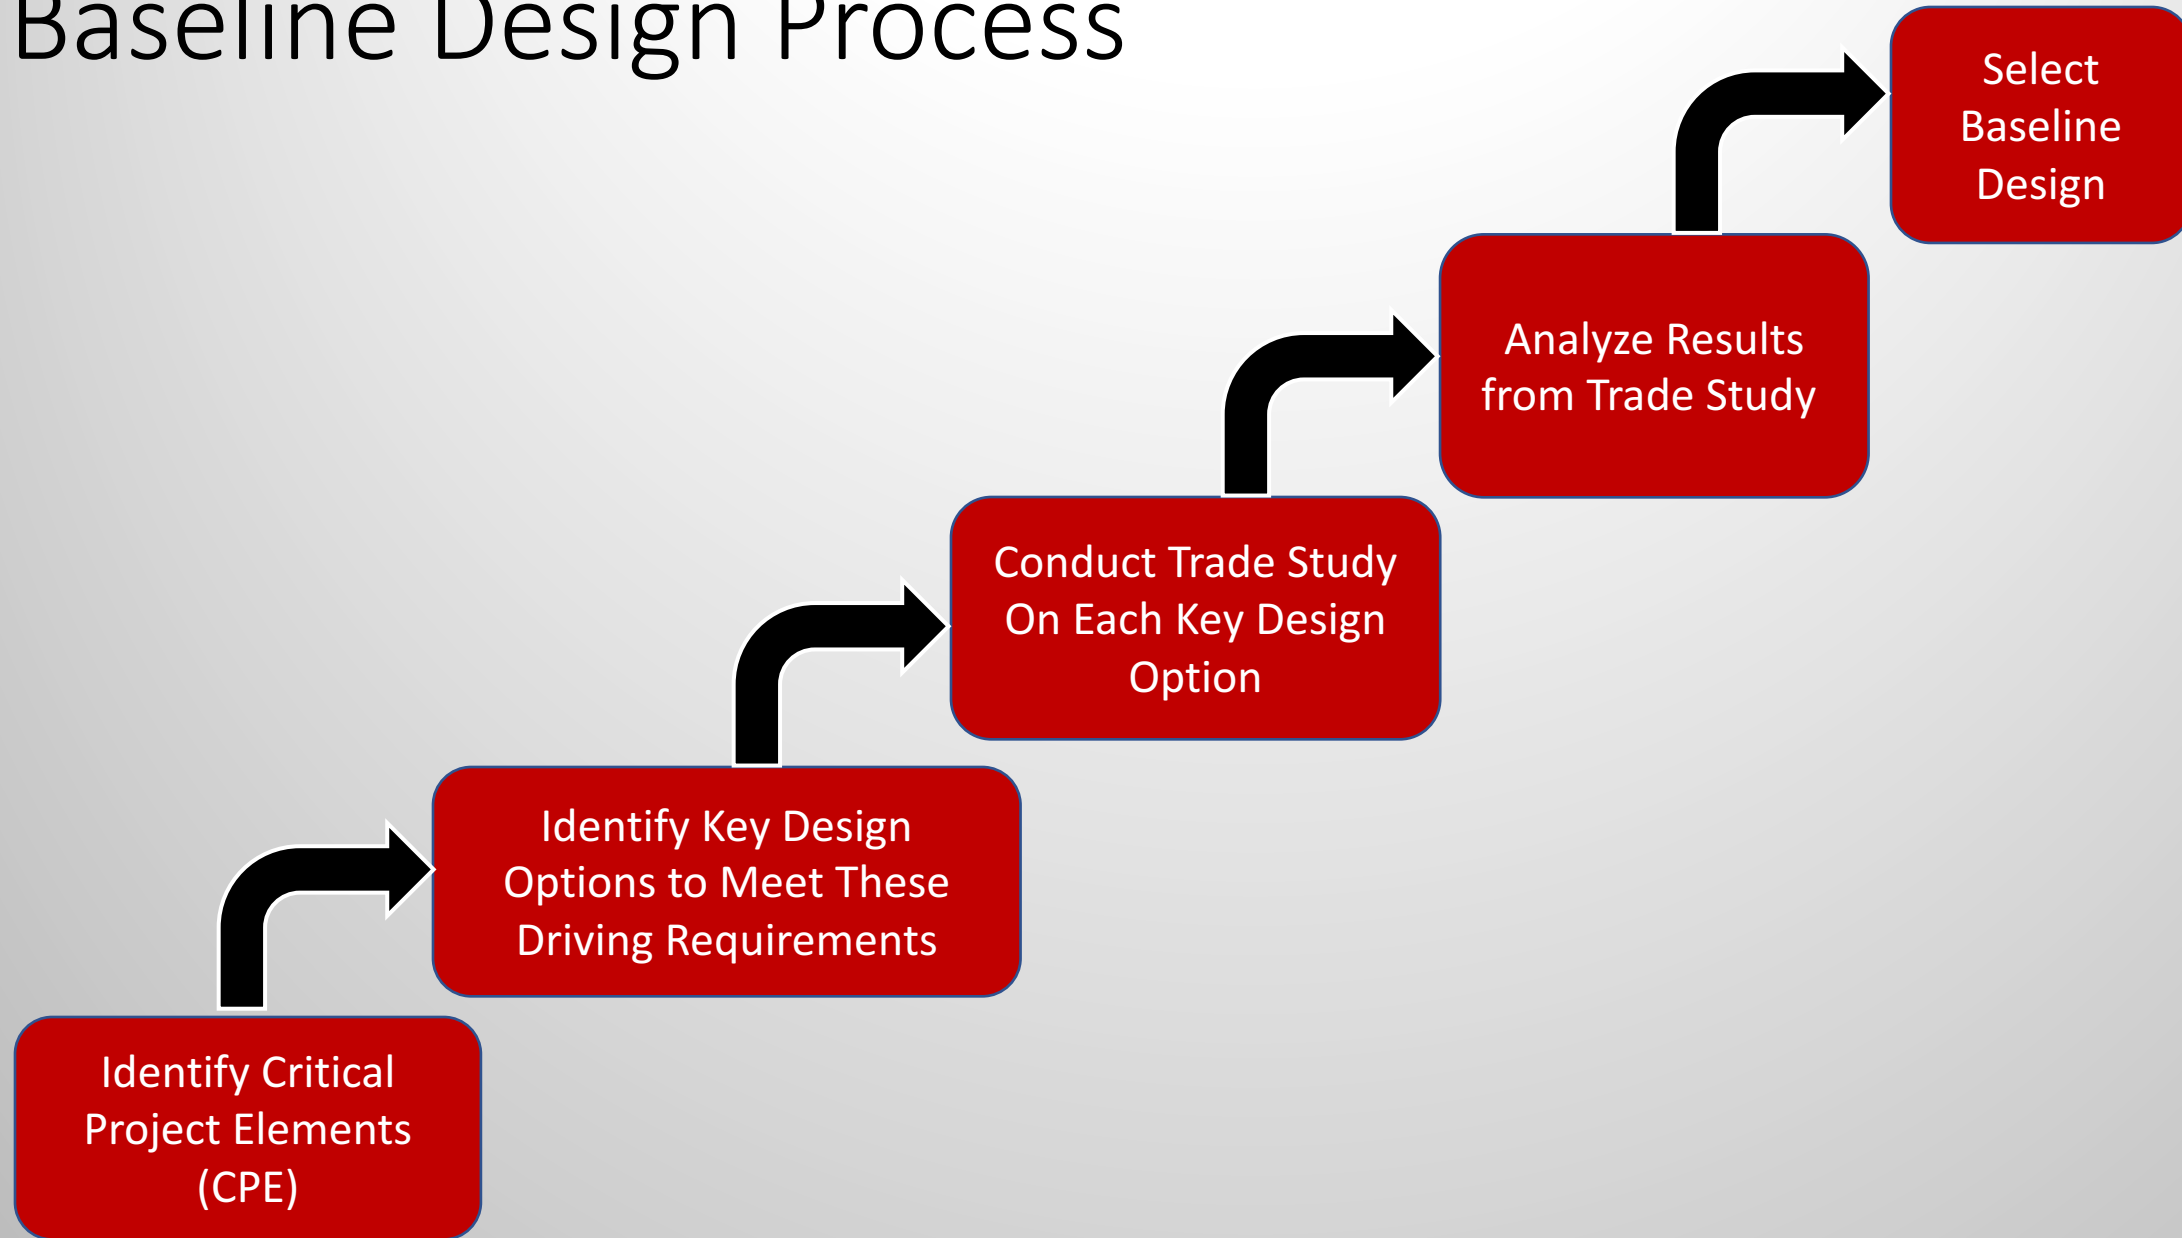 Baseline Design Process
Select
Baseline
Design
Analyze Results
from Trade Study
Conduct Trade Study
On Each Key Design
Option
Identify Key Design
Options to Meet These
Driving Requirements
Identify Critical
Project Elements
(CPE)